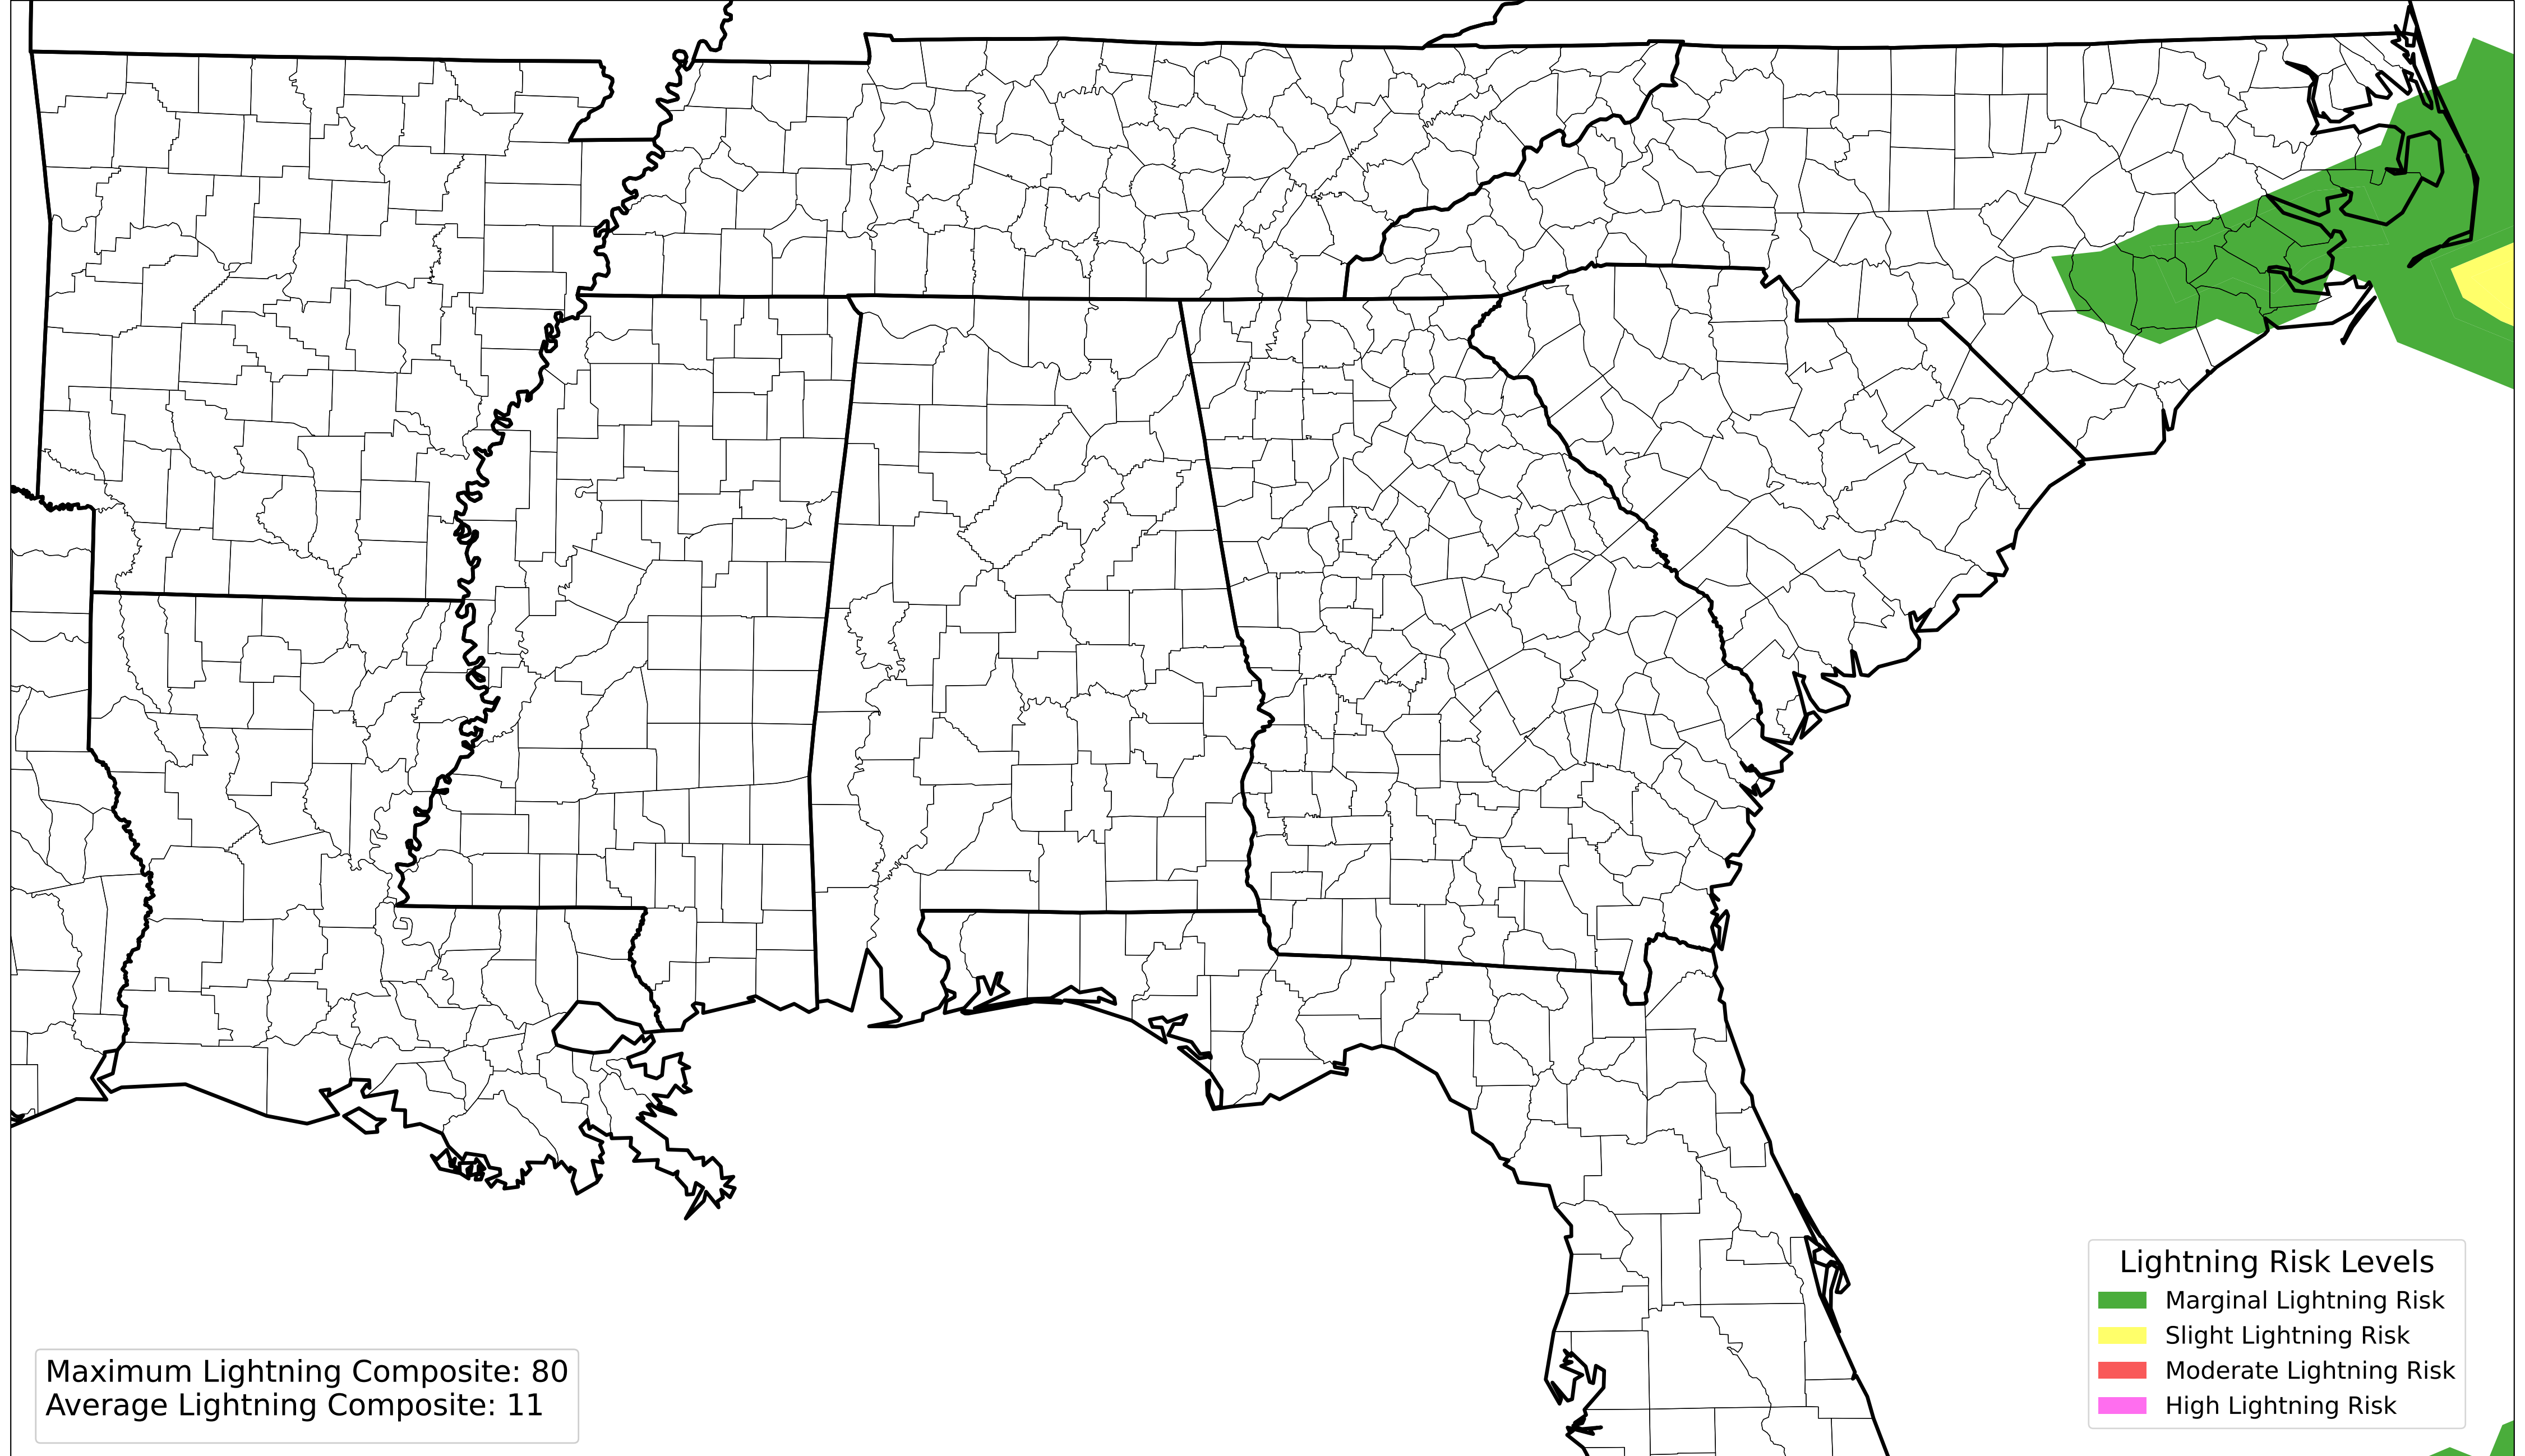 Lightning Risk Levels
Marginal Lightning Risk
Slight Lightning Risk
Moderate Lightning Risk
High Lightning Risk
Maximum Lightning Composite: 80
Average Lightning Composite: 11